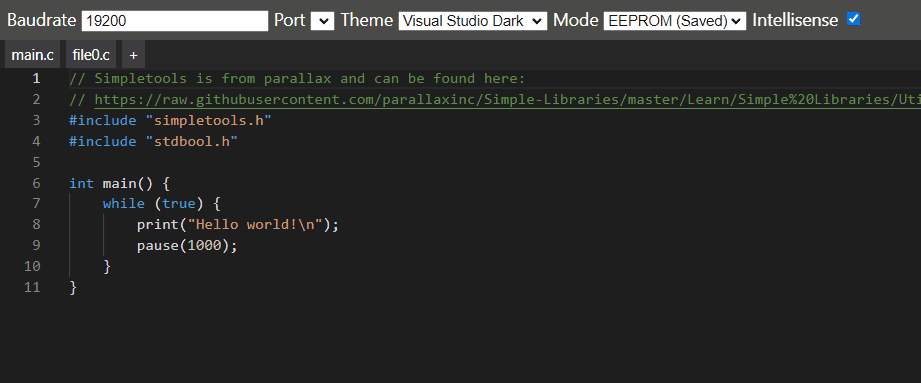 Baudrate 19200 Port Theme Visual Studio Dark Mode EEPROM (Saved) Intellisense
main.c file0.c +
1 // Simpletools is from parallax and can be found here:
2 // https://raw.githubusercontent.com/parallaxinc/Simple-Libraries/master/Learn/Simple%20Libraries/Uti
3 #include "simpletools.h"
4 #include "stdbool.h"
5
6 int main() {
7 while (true) {
8 print("Hello world!\n");
9 pause(1000);
10 }
11 }